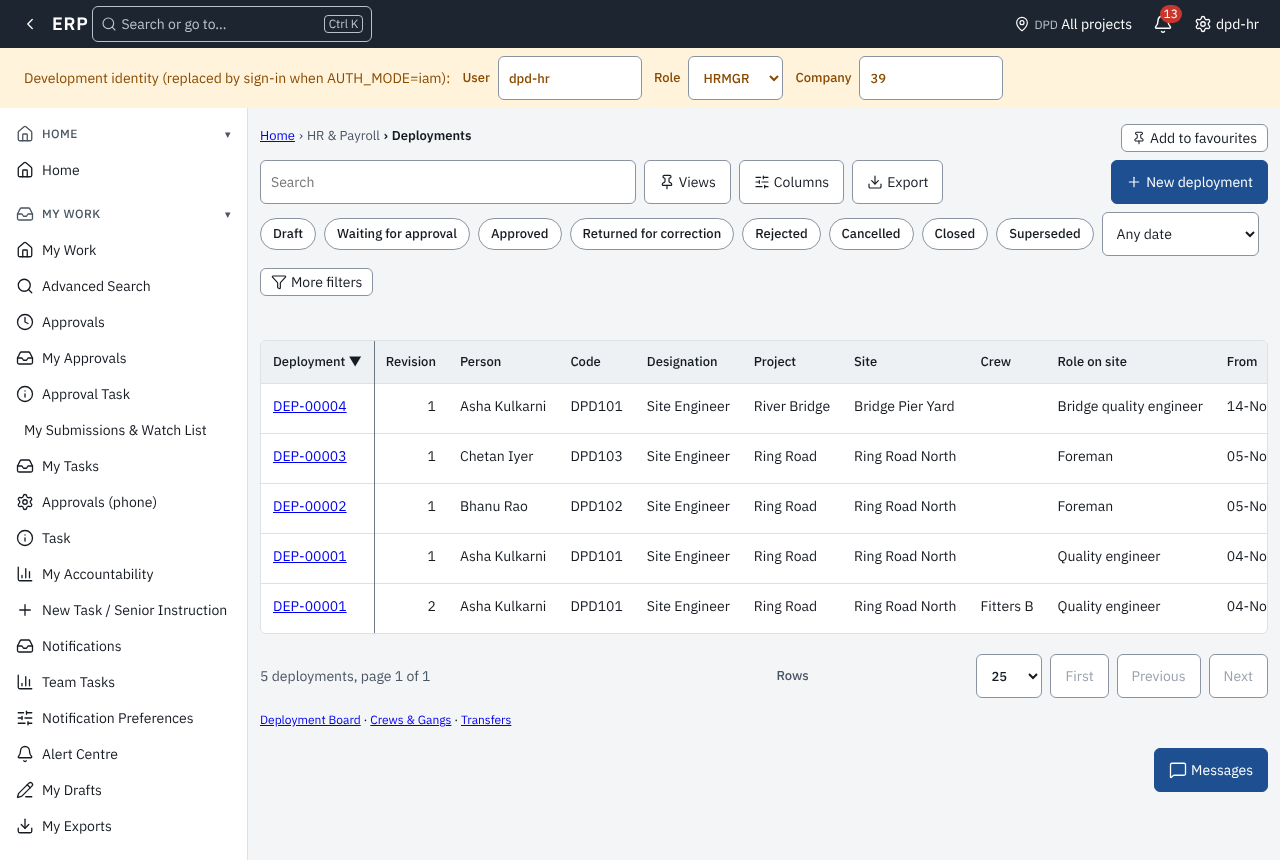 ERP
Search or go to...
Ctrl K
DPD All projects
13
dpd-hr
Development identity (replaced by sign-in when AUTH_MODE=iam):
User
dpd-hr
Role
HRMGR
Company
39
HOME
Home
MY WORK
My Work
Advanced Search
Approvals
My Approvals
Approval Task
My Submissions & Watch List
My Tasks
Approvals (phone)
Task
My Accountability
New Task / Senior Instruction
Notifications
Team Tasks
Notification Preferences
Alert Centre
My Drafts
My Exports
Home › HR & Payroll › Deployments
Add to favourites
Search
Views
Columns
Export
New deployment
Draft
Waiting for approval
Approved
Returned for correction
Rejected
Cancelled
Closed
Superseded
Any date
More filters
Deployment ▼ Revision Person Code Designation Project Site Crew Role on site From
DEP-00004 1 Asha Kulkarni DPD101 Site Engineer River Bridge Bridge Pier Yard Bridge quality engineer 14-No
DEP-00003 1 Chetan Iyer DPD103 Site Engineer Ring Road Ring Road North Foreman 05-No
DEP-00002 1 Bhanu Rao DPD102 Site Engineer Ring Road Ring Road North Foreman 05-No
DEP-00001 1 Asha Kulkarni DPD101 Site Engineer Ring Road Ring Road North Quality engineer 04-No
DEP-00001 2 Asha Kulkarni DPD101 Site Engineer Ring Road Ring Road North Fitters B Quality engineer 04-No
5 deployments, page 1 of 1
Rows
25
First
Previous
Next
Deployment Board · Crews & Gangs · Transfers
Messages